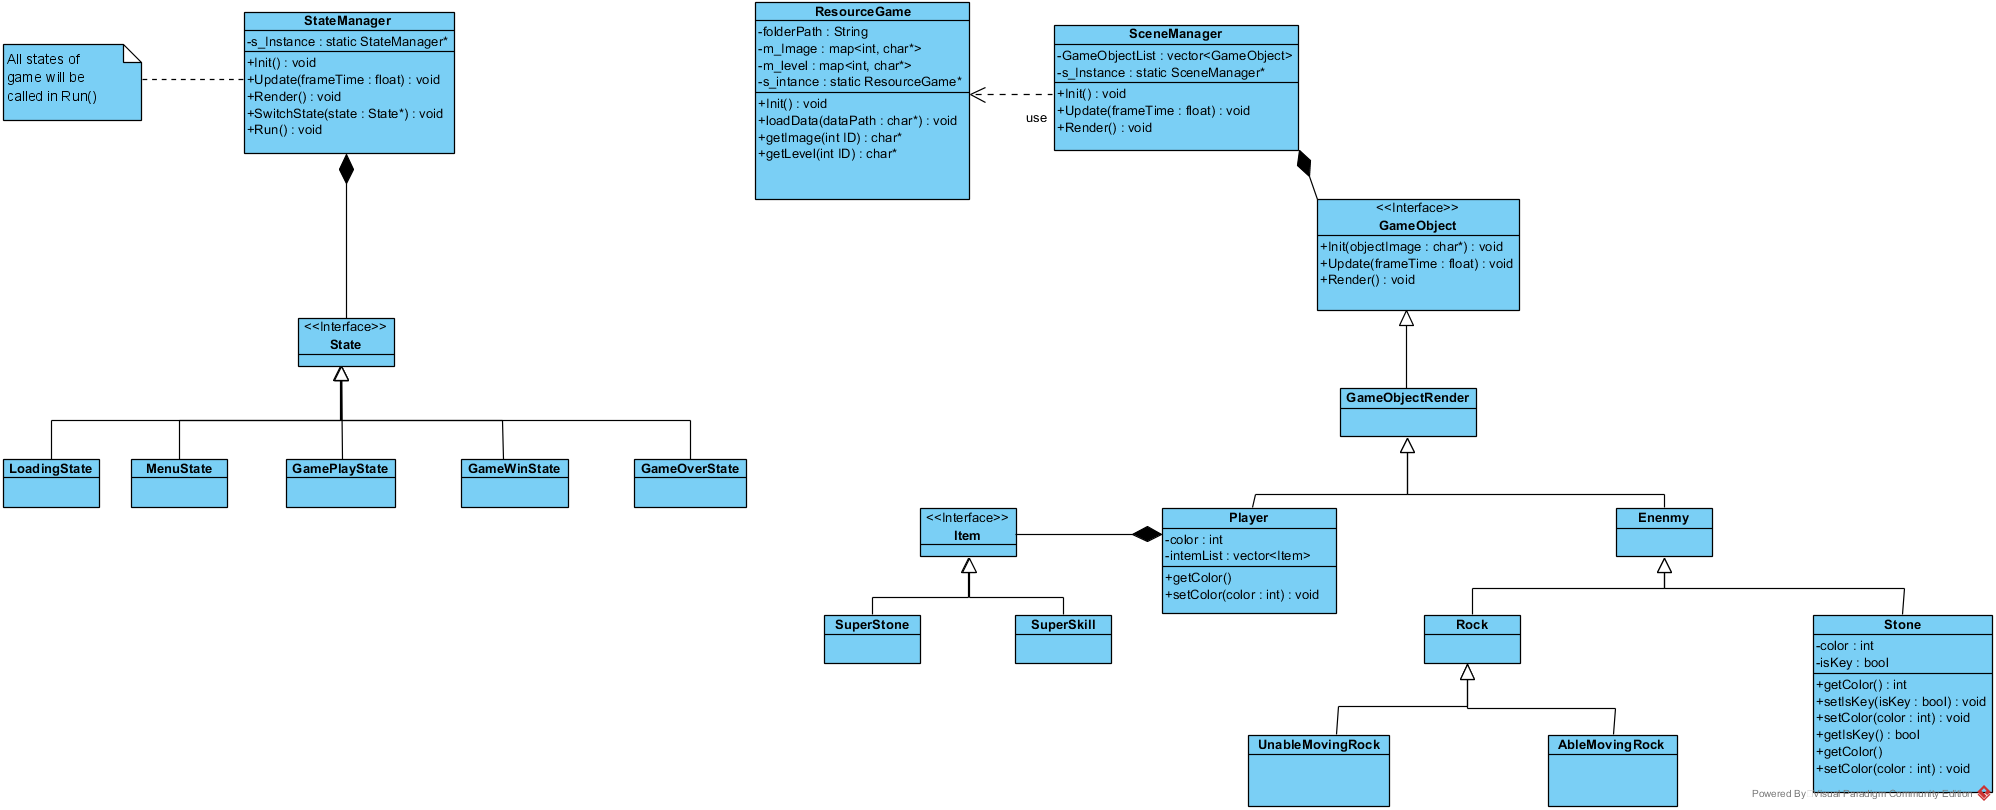 All states of
game will be
called in Run()
StateManager
-s_Instance : static StateManager*
+Init() : void
+Update(frameTime : float) : void
+Render() : void
+SwitchState(state : State*) : void
+Run() : void
<<Interface>>
State
LoadingState
MenuState
GamePlayState
GameWinState
GameOverState
ResourceGame
-folderPath : String
-m_Image : map<int, char*>
-m_level : map<int, char*>
-s_intance : static ResourceGame*
+Init() : void
+loadData(dataPath : char*) : void
+getImage(int ID) : char*
+getLevel(int ID) : char*
use
SceneManager
-GameObjectList : vector<GameObject>
-s_Instance : static SceneManager*
+Init() : void
+Update(frameTime : float) : void
+Render() : void
<<Interface>>
GameObject
+Init(objectImage : char*) : void
+Update(frameTime : float) : void
+Render() : void
GameObjectRender
<<Interface>>
Item
Player
-color : int
-intemList : vector<Item>
+getColor()
+setColor(color : int) : void
Enenmy
SuperStone
SuperSkill
Rock
Stone
-color : int
-isKey : bool
+getColor() : int
+setIsKey(isKey : bool) : void
+setColor(color : int) : void
+getIsKey() : bool
+getColor()
+setColor(color : int) : void
UnableMovingRock
AbleMovingRock
Powered By Visual Paradigm Community Edition